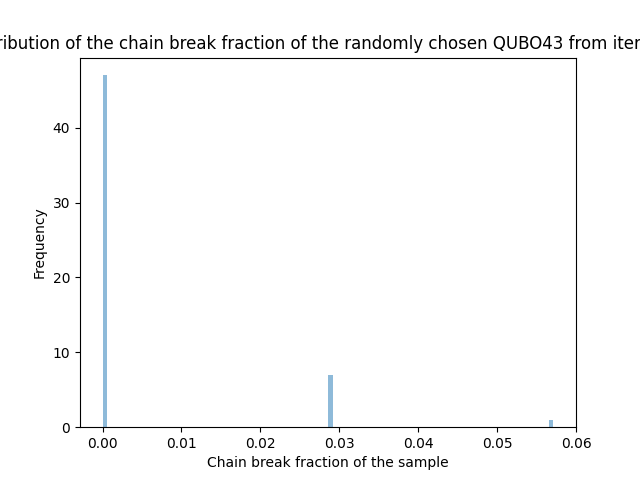 ribution of the chain break fraction of the randomly chosen QUBO43 from iter
40
30
20
10
0
Frequency
0.00 0.01 0.02 0.03 0.04 0.05 0.06
Chain break fraction of the sample